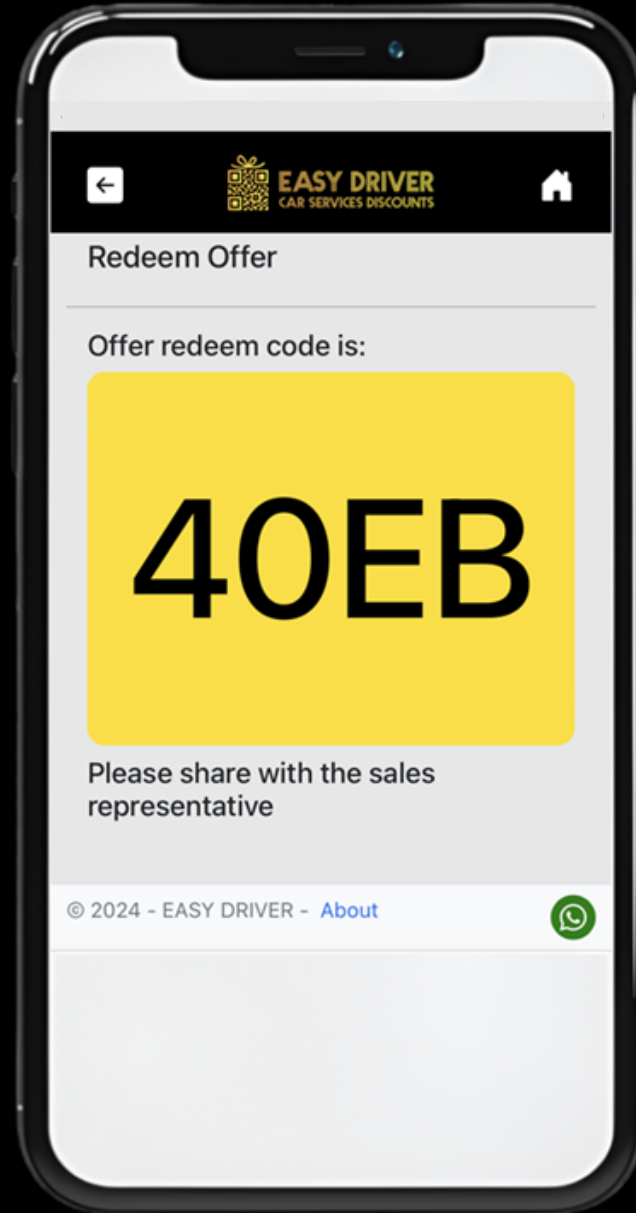 EASY DRIVER
CAR SERVICES DISCOUNTS
Redeem Offer
Offer redeem code is:
40EB
Please share with the sales
representative
© 2024 - EASY DRIVER - About